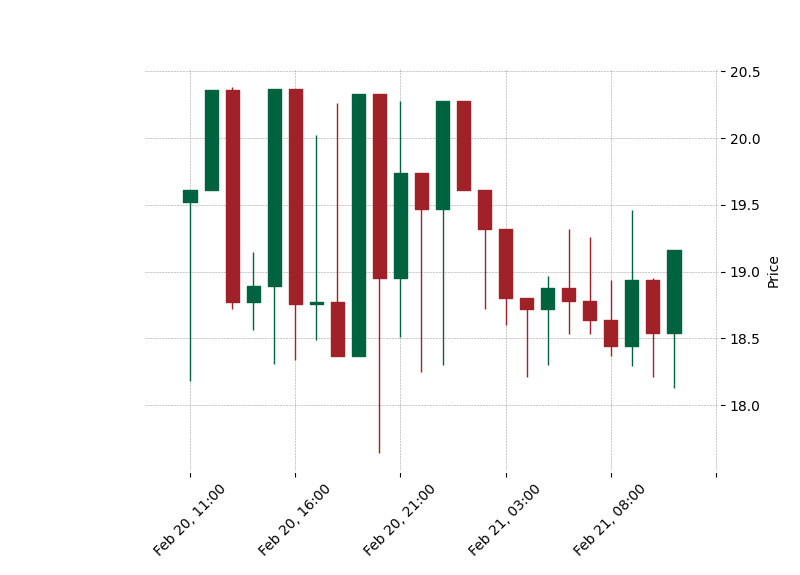 20.5
20.0
19.5
19.0
18.5
18.0
Price
Feb 20, 11:00
Feb 20, 16:00
Feb 20, 21:00
Feb 21, 03:00
Feb 21, 08:00